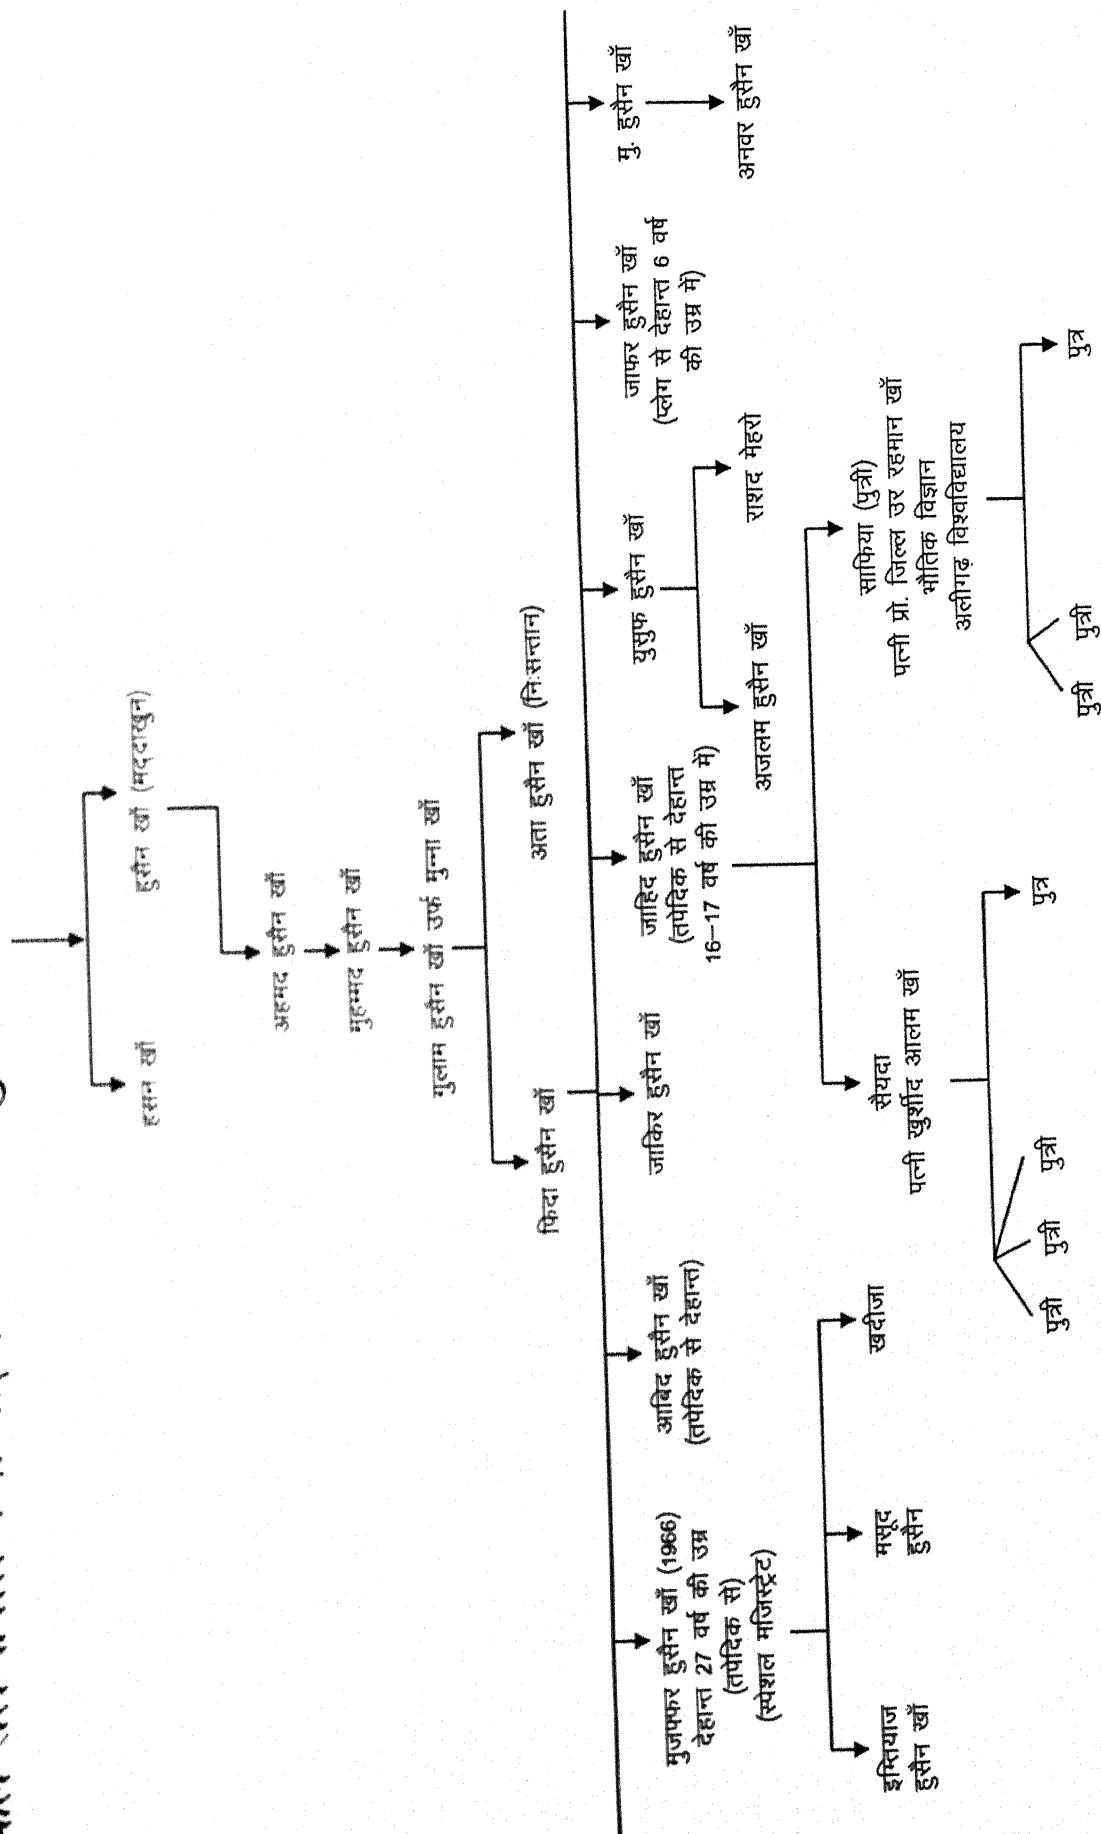 हसन खाँ
हुसैन खाँ (मद्दाखुन)
अहमद हुसैन खाँ
मुहम्मद हुसैन खाँ
गुलाम हुसैन खाँ उर्फ मुन्ना खाँ
फिदा हुसैन खाँ
अता हुसैन खाँ (निःसन्तान)
मुजफ्फर हुसैन खाँ (1966)
देहान्त 27 वर्ष की उम्र
(तपेदिक से)
(स्पेशल मजिस्ट्रेट)
आबिद हुसैन खाँ
(तपेदिक से देहान्त)
जाकिर हुसैन खाँ
जाहिद हुसैन खाँ
(तपेदिक से देहान्त
16–17 वर्ष की उम्र में)
युसुफ हुसैन खाँ
जाफर हुसैन खाँ
(प्लेग से देहान्त 6 वर्ष
की उम्र में)
मु. हुसैन खाँ
इम्तियाज
हुसैन खाँ
मसूद
हुसैन
खदीजा
सैयदा
पत्नी खुर्शीद आलम खाँ
साफिया (पुत्री)
पत्नी प्रो. जिल्ल उर रहमान खाँ
भौतिक विज्ञान
अलीगढ़ विश्वविद्यालय
अजलम हुसैन खाँ
राशद मेहरो
अनवर हुसैन खाँ
पुत्री
पुत्री
पुत्री
पुत्र
पुत्री
पुत्री
पुत्र